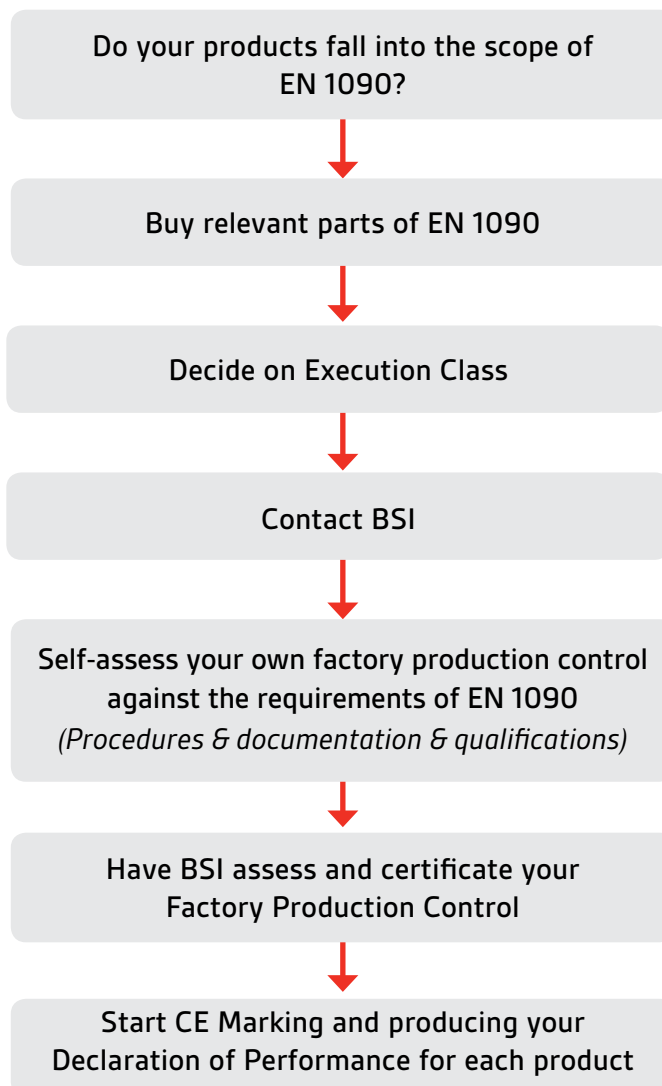 Do your products fall into the scope of
EN 1090?
Buy relevant parts of EN 1090
Decide on Execution Class
Contact BSI
Self-assess your own factory production control
against the requirements of EN 1090
(Procedures & documentation & qualifications)
Have BSI assess and certificate your
Factory Production Control
Start CE Marking and producing your
Declaration of Performance for each product